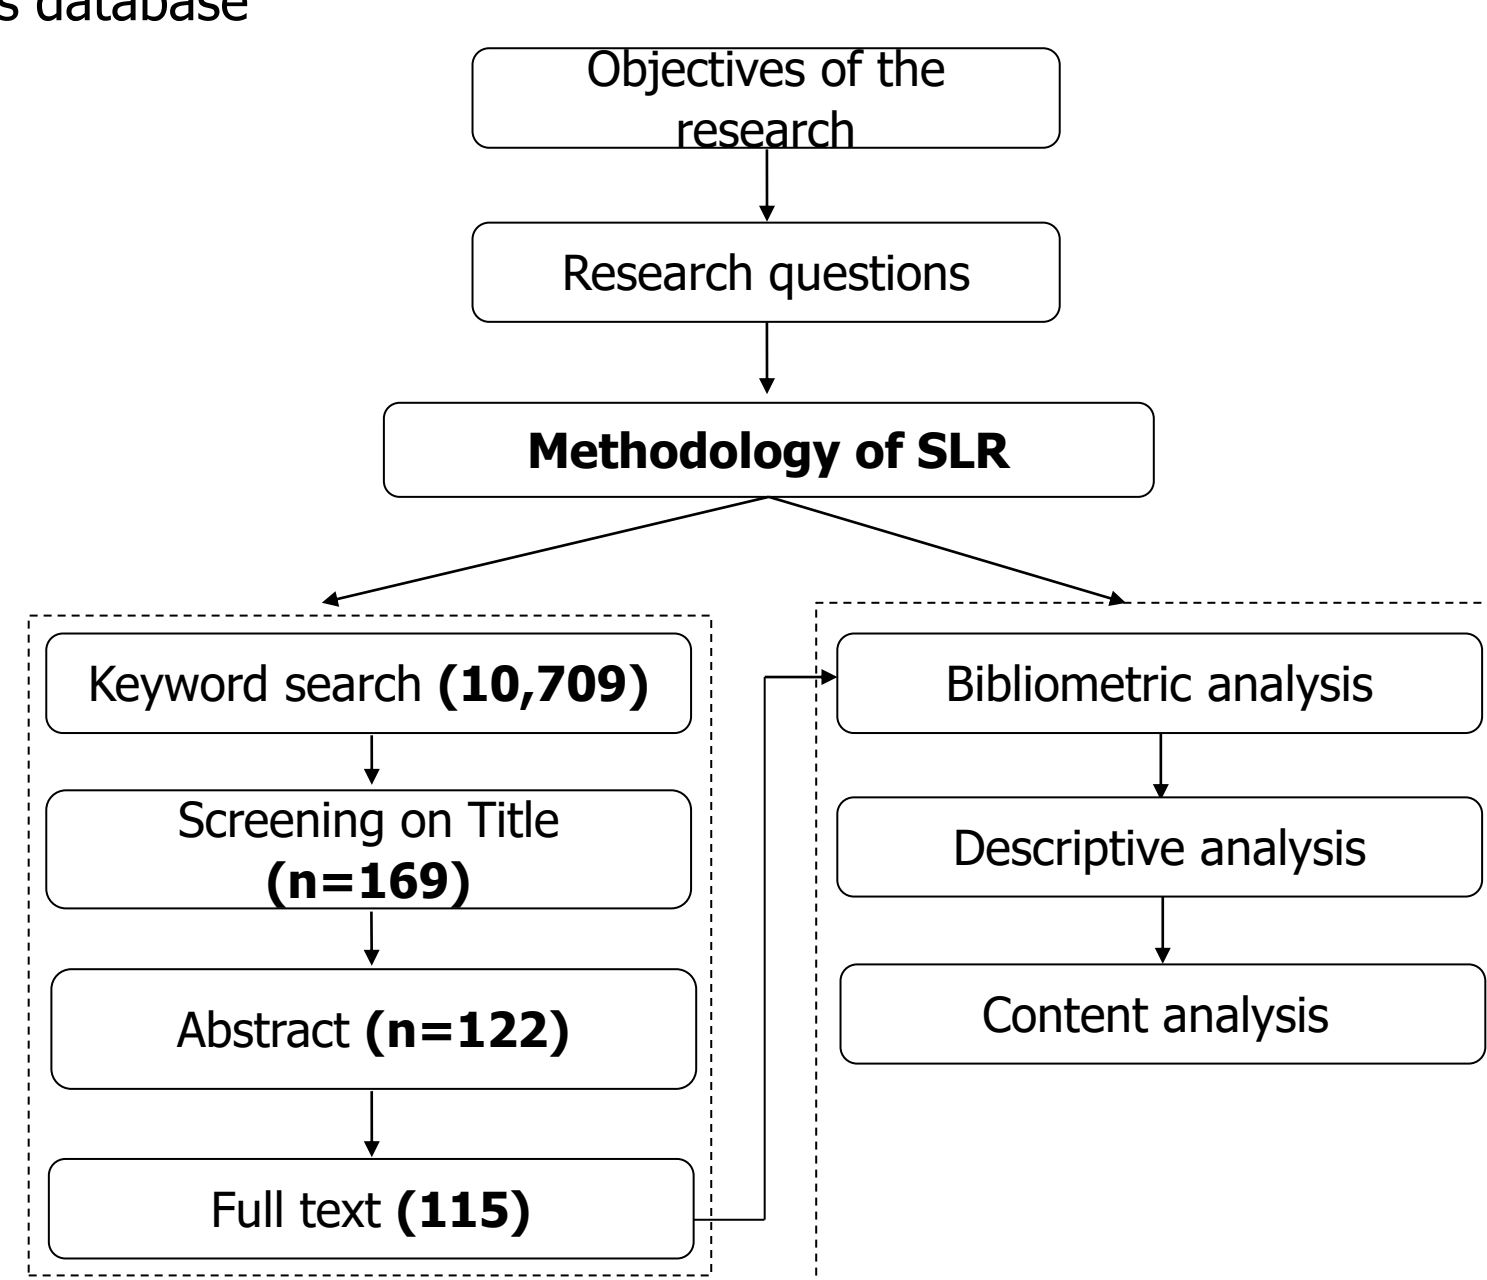 s database
Objectives of the
research
Research questions
Methodology of SLR
Keyword search (10,709)
Screening on Title
(n=169)
Abstract (n=122)
Full text (115)
Bibliometric analysis
Descriptive analysis
Content analysis